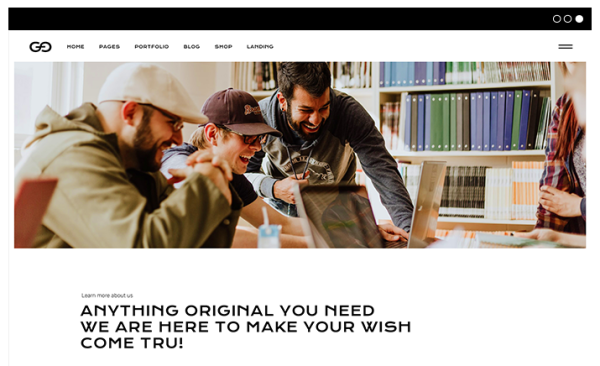 HOME PAGES PORTFOLIO BLOG SHOP LANDING
Learn more about us
ANYTHING ORIGINAL YOU NEED
WE ARE HERE TO MAKE YOUR WISH
COME TRU!